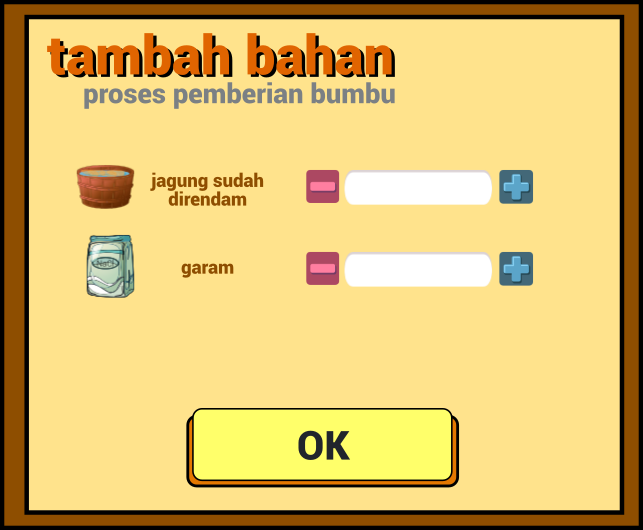 tambah bahan
proses pemberian bumbu
jagung sudah
direndam
garam
OK